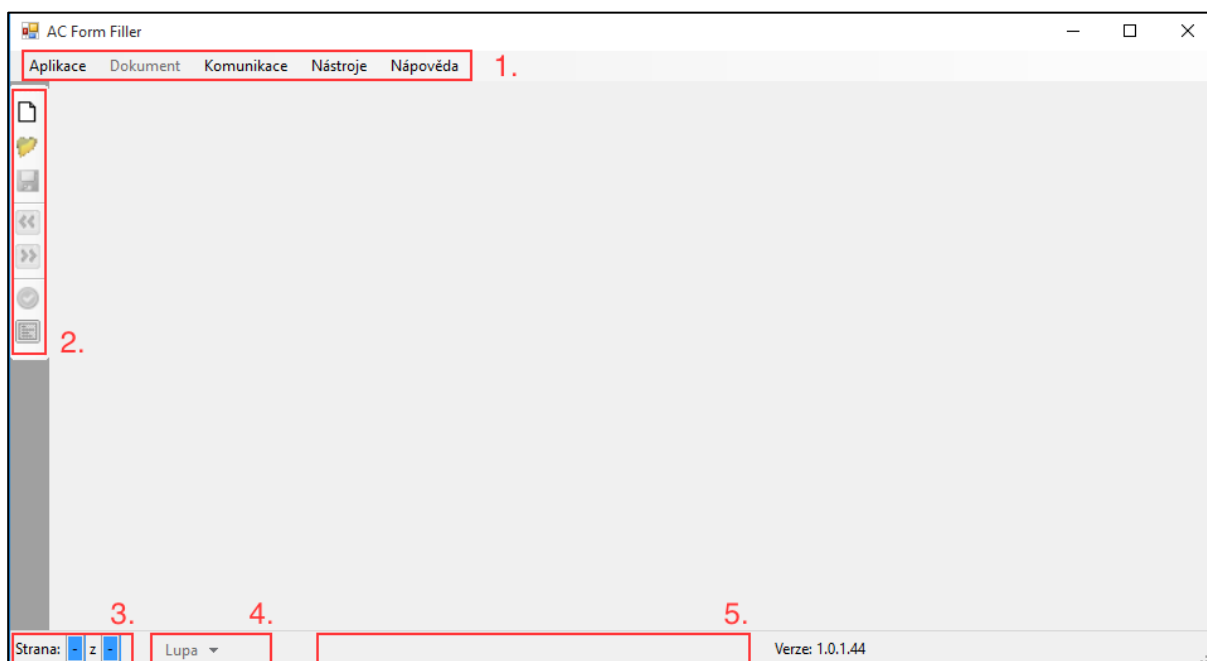 AC Form Filler
Aplikace Dokument Komunikace Nástroje Nápověda 1.
2.
3. 4. 5.
Strana: - z - Lupa Verze: 1.0.1.44